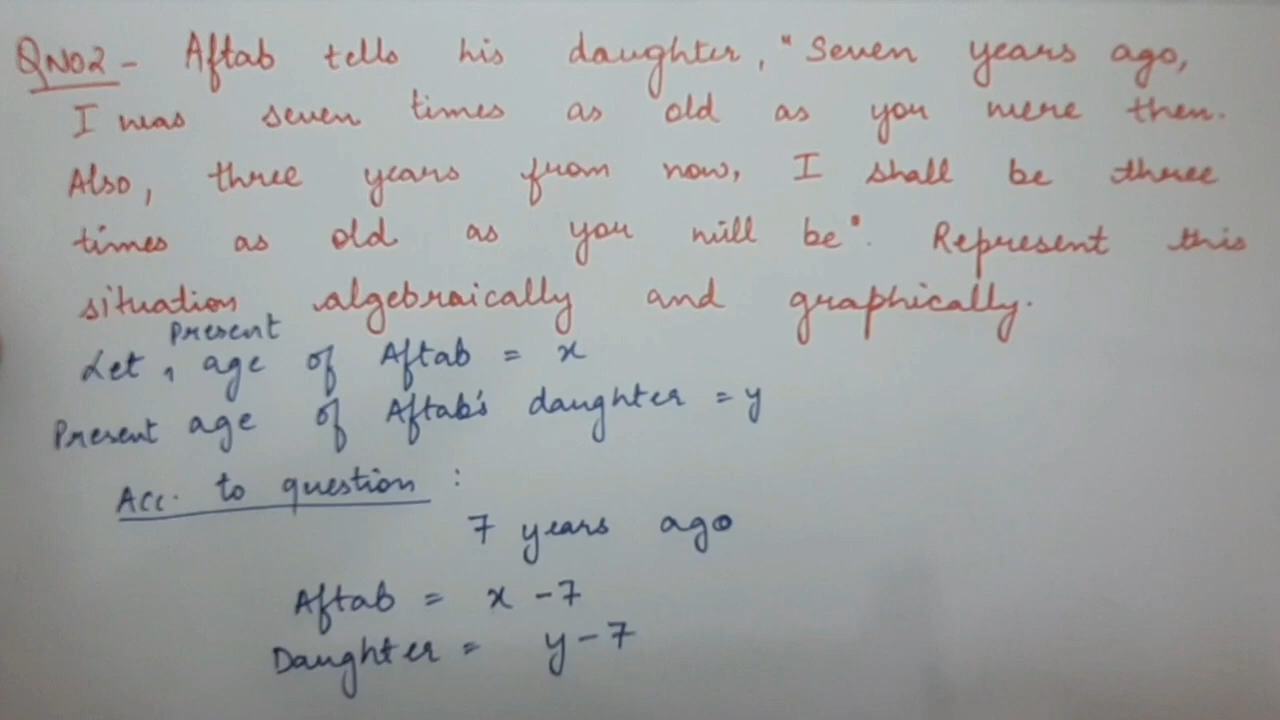 QNO2 - Aftab tells his daughter, "Seven years ago,
I was seven times as old as you were then.
Also, three years from now, I shall be three
times as old as you will be". Represent this
situation algebraically and graphically.
Let, Present age of Aftab = x
Present age of Aftab's daughter = y
Acc. to question :
7 years ago
Aftab = x - 7
Daughter = y - 7